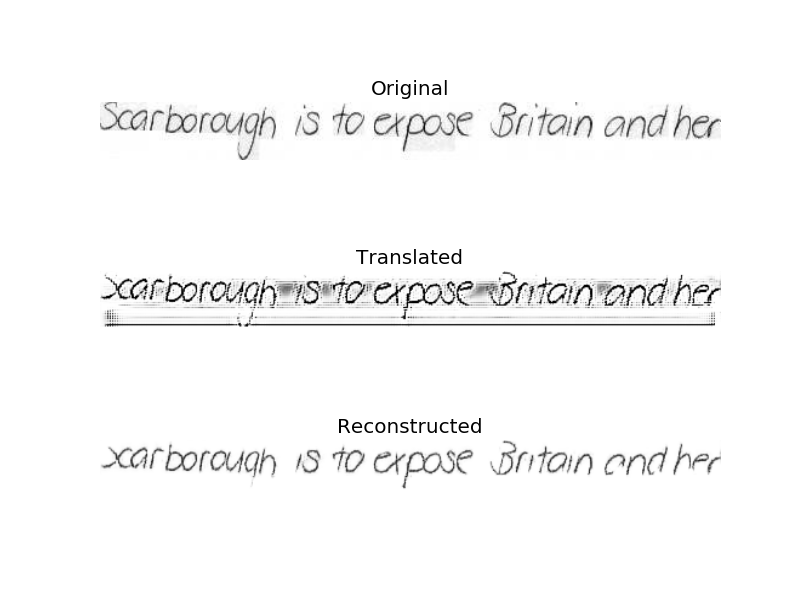 Original
Scarborough is to expose Britain and her
Translated
Scarborough is to expose Britain and her
Reconstructed
Scarborough is to expose Britain and her